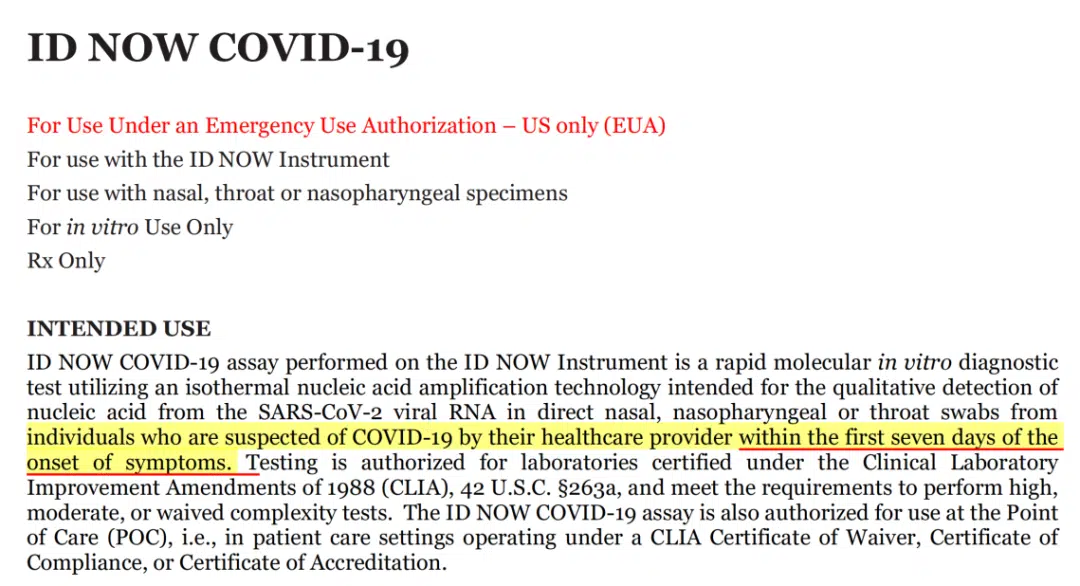 ID NOW COVID-19
For Use Under an Emergency Use Authorization – US only (EUA)
For use with the ID NOW Instrument
For use with nasal, throat or nasopharyngeal specimens
For in vitro Use Only
Rx Only
INTENDED USE
ID NOW COVID-19 assay performed on the ID NOW Instrument is a rapid molecular in vitro diagnostic
test utilizing an isothermal nucleic acid amplification technology intended for the qualitative detection of
nucleic acid from the SARS-CoV-2 viral RNA in direct nasal, nasopharyngeal or throat swabs from
individuals who are suspected of COVID-19 by their healthcare provider within the first seven days of the
onset of symptoms. Testing is authorized for laboratories certified under the Clinical Laboratory
Improvement Amendments of 1988 (CLIA), 42 U.S.C. §263a, and meet the requirements to perform high,
moderate, or waived complexity tests. The ID NOW COVID-19 assay is also authorized for use at the Point
of Care (POC), i.e., in patient care settings operating under a CLIA Certificate of Waiver, Certificate of
Compliance, or Certificate of Accreditation.